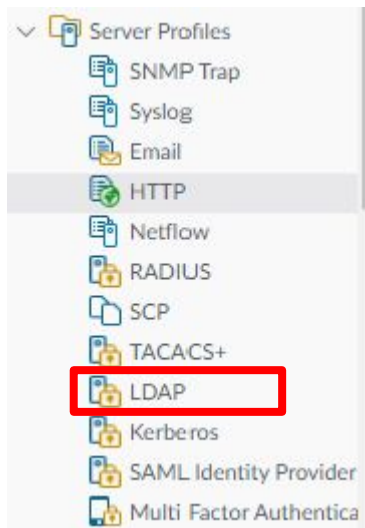 Server Profiles
SNMP Trap
Syslog
Email
HTTP
Netflow
RADIUS
SCP
TACACS+
LDAP
Kerberos
SAML Identity Provider
Multi Factor Authentica